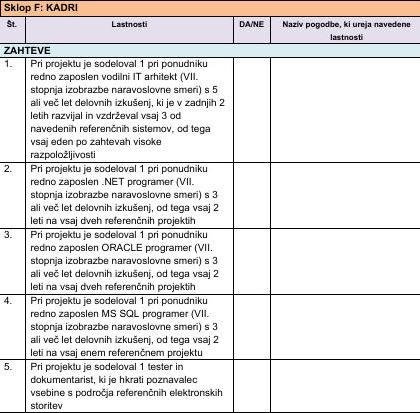 Sklop F: KADRI
Št. Lastnosti DA/NE Naziv pogodbe, ki ureja navedene lastnosti
ZAHTEVE
1. Pri projektu je sodeloval 1 pri ponudniku
redno zaposlen vodilni IT arhitekt (VII.
stopnja izobrazbe naravoslovne smeri) s 5
ali več let delovnih izkušenj, ki je v zadnjih 2
letih razvijal in vzdrževal vsaj 3 od
navedenih referenčnih sistemov, od tega
vsaj eden po zahtevah visoke
razpoložljivosti
2. Pri projektu je sodeloval 1 pri ponudniku
redno zaposlen .NET programer (VII.
stopnja izobrazbe naravoslovne smeri) s 3
ali več let delovnih izkušenj, od tega vsaj 2
leti na vsaj dveh referenčnih projektih
3. Pri projektu je sodeloval 1 pri ponudniku
redno zaposlen ORACLE programer (VII.
stopnja izobrazbe naravoslovne smeri) s 3
ali več let delovnih izkušenj, od tega vsaj 2
leti na vsaj dveh referenčnih projektih
4. Pri projektu je sodeloval 1 pri ponudniku
redno zaposlen MS SQL programer (VII.
stopnja izobrazbe naravoslovne smeri) s 3
ali več let delovnih izkušenj, od tega vsaj 2
leti na vsaj enem referenčnem projektu
5. Pri projektu je sodeloval 1 tester in
dokumentarist, ki je hkrati poznavalec
vsebine s področja referenčnih elektronskih
storitev